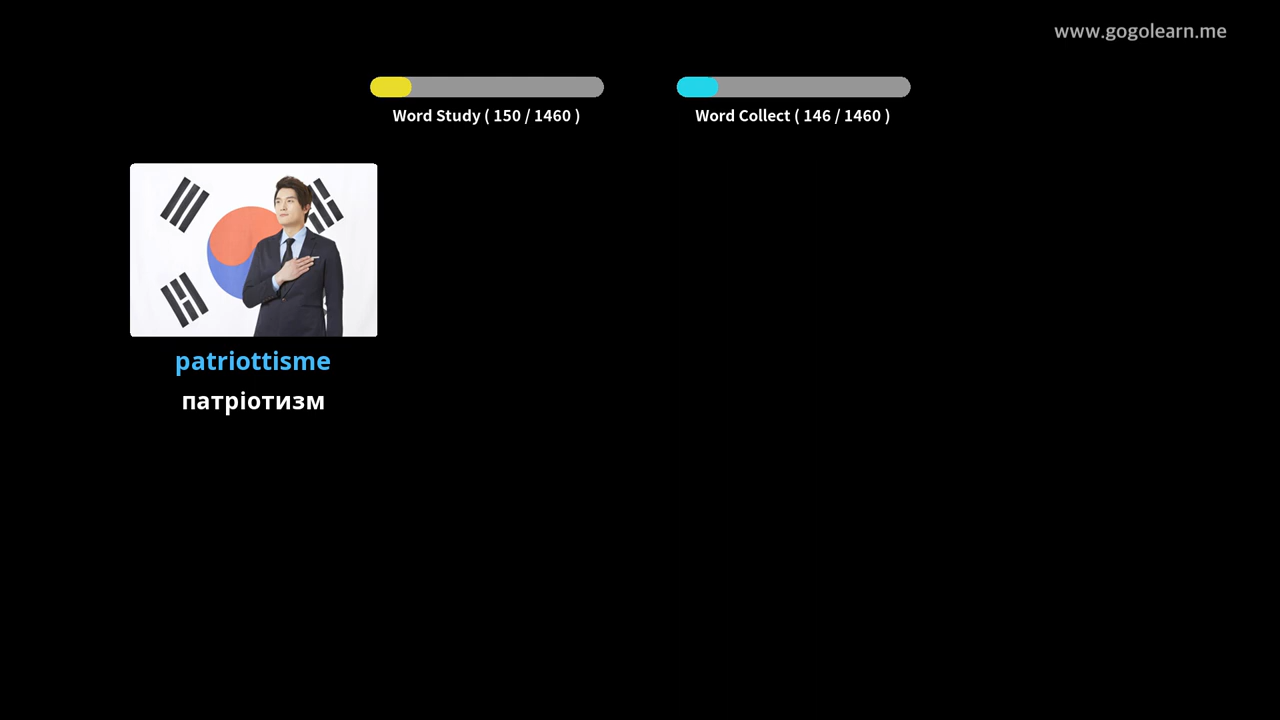 www.gogolearn.me
Word Study ( 150 / 1460 )
Word Collect ( 146 / 1460 )
patriottisme
патріотизм